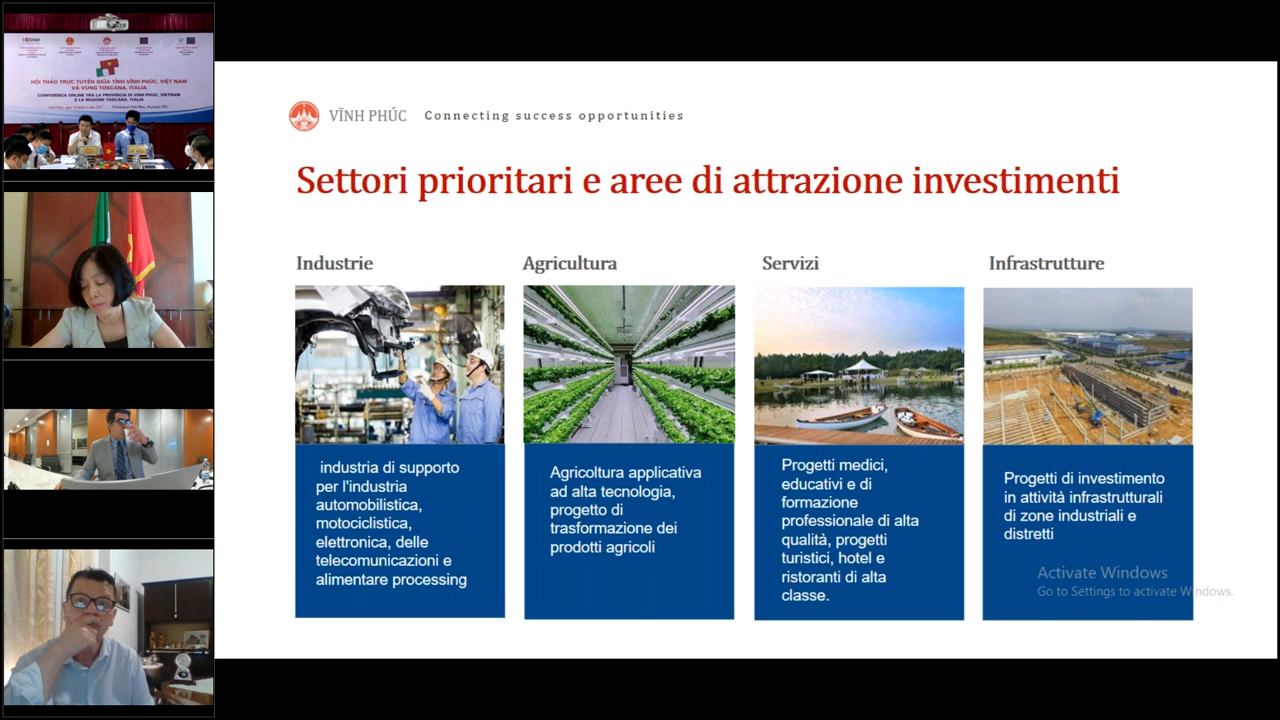 HỘI THẢO TRỰC TUYẾN GIỮA TỈNH VĨNH PHÚC, VIỆT NAM
VÀ VÙNG TOSCANA, ITALIA
CONFERENZA ONLINE TRA LA PROVINCIA DI VINH PHUC, VIETNAM
E LA REGIONE TOSCANA, ITALIA
VĨNH PHÚC
Connecting success opportunities
Settori prioritari e aree di attrazione investimenti
Industrie
Agricultura
Servizi
Infrastrutture
industria di supporto
per l'industria
automobilistica,
motociclistica,
elettronica, delle
telecomunicazioni e
alimentare processing
Agricoltura applicativa
ad alta tecnologia,
progetto di
trasformazione dei
prodotti agricoli
Progetti medici,
educativi e di
formazione
professionale di alta
qualità, progetti
turistici, hotel e
ristoranti di alta
classe.
Progetti di investimento
in attività infrastrutturali
di zone industriali e
distretti
Activate Windows
Go to Settings to activate Windows.